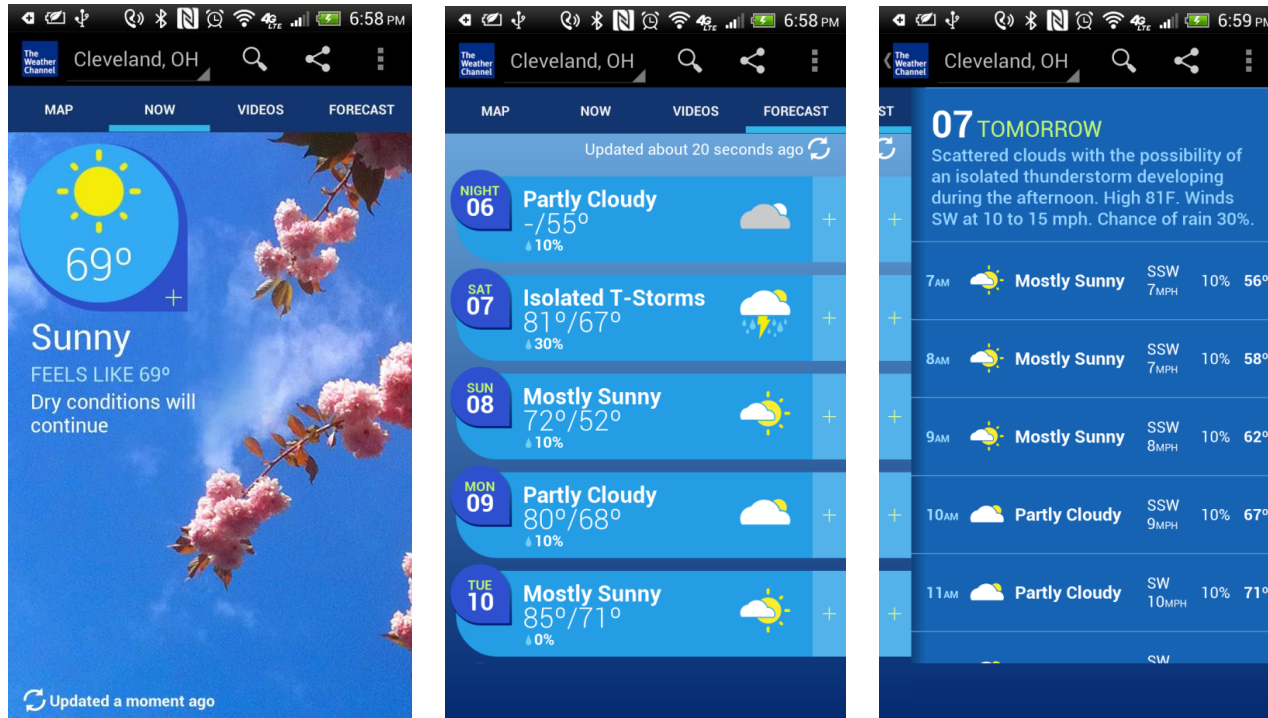 4G LTE
6:58 PM
The
Weather
Channel
Cleveland, OH
MAP NOW VIDEOS FORECAST
69º
+
Sunny
FEELS LIKE 69º
Dry conditions will
continue
Updated a moment ago
4G LTE
6:58 PM
The
Weather
Channel
Cleveland, OH
MAP NOW VIDEOS FORECAST
Updated about 20 seconds ago
NIGHT
06
Partly Cloudy
-/55º
10%
+
SAT
07
Isolated T-Storms
81º/67º
30%
+
SUN
08
Mostly Sunny
72º/52º
10%
+
MON
09
Partly Cloudy
80º/68º
10%
+
TUE
10
Mostly Sunny
85º/71º
0%
+
4G LTE
6:59 PM
The
Weather
Channel
Cleveland, OH
ST
+
+
+
+
+
07 TOMORROW
Scattered clouds with the possibility of
an isolated thunderstorm developing
during the afternoon. High 81F. Winds
SW at 10 to 15 mph. Chance of rain 30%.
7AM Mostly Sunny SSW 7MPH 10% 56º
8AM Mostly Sunny SSW 7MPH 10% 58º
9AM Mostly Sunny SSW 8MPH 10% 62º
10AM Partly Cloudy SSW 9MPH 10% 67º
11AM Partly Cloudy SW 10MPH 10% 71º
SW